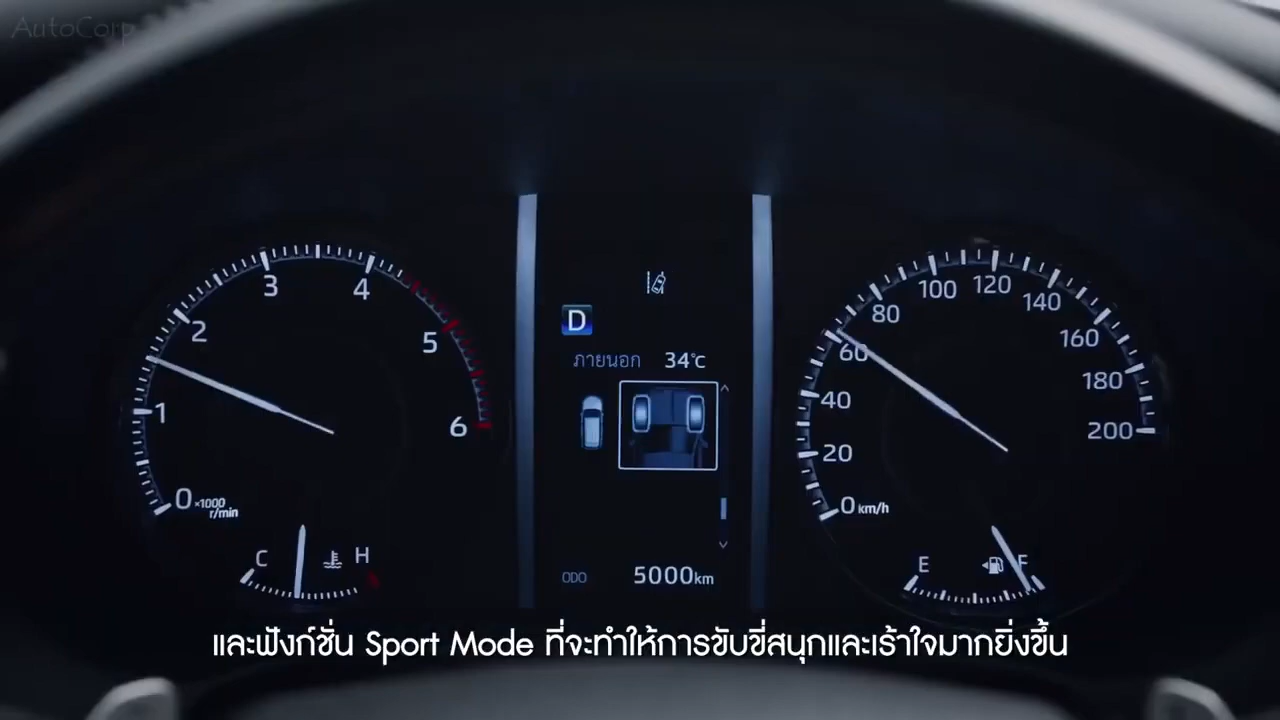 AutoCorp
3
4
2
5
1
6
0 x1000 r/min
C H
D
ภายนอก 34°C
ODO 5000km
100 120
80 140
60 160
40 180
20 200
0 km/h
E F
และฟังก์ชั่น Sport Mode ที่จะทำให้การขับขี่สนุกและเร้าใจมากยิ่งขึ้น